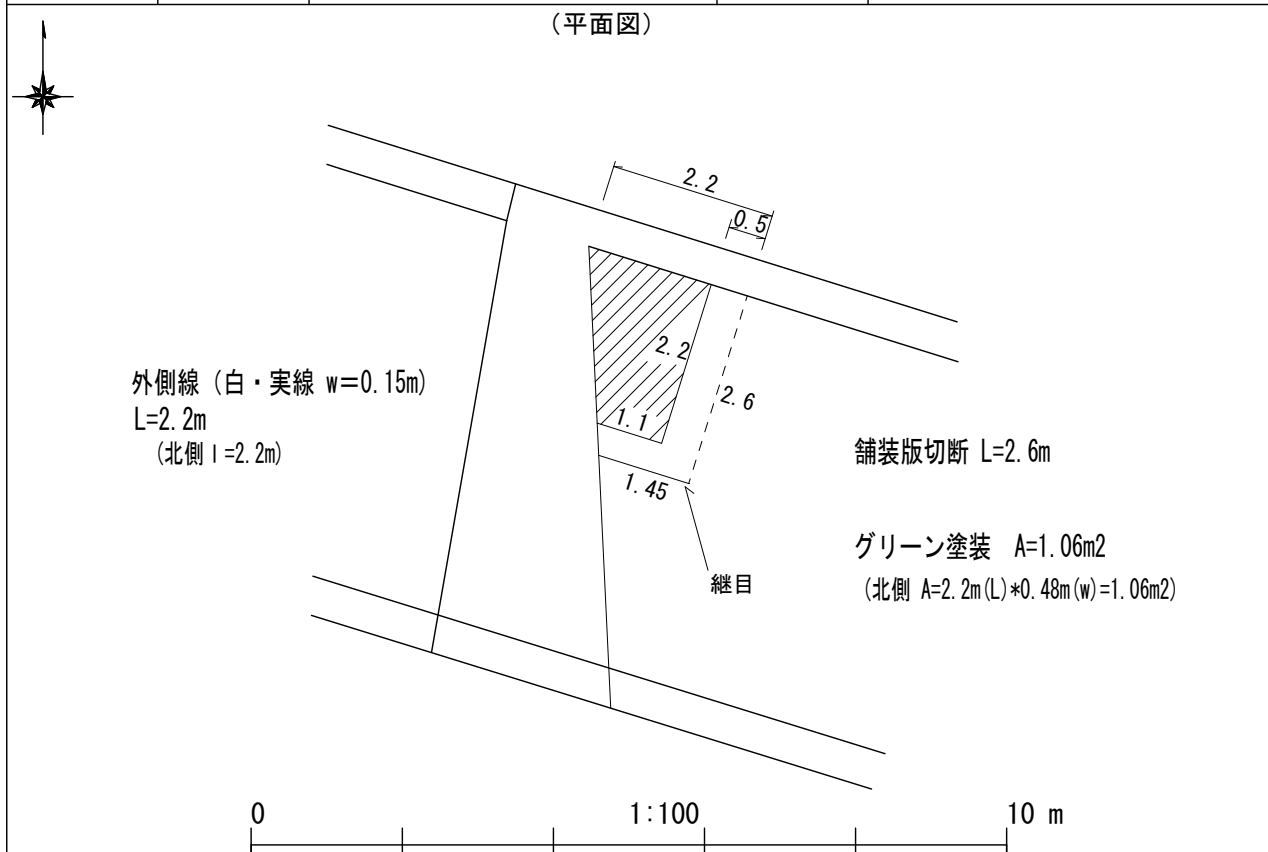 (平面図)
2.2
0.5
2.2
2.6
1.1
1.45
継目
外側線 (白・実線 w=0.15m)
L=2.2m
(北側 l=2.2m)
舗装版切断 L=2.6m
グリーン塗装 A=1.06m2
(北側 A=2.2m(L)*0.48m(w)=1.06m2)
0 1:100 10 m